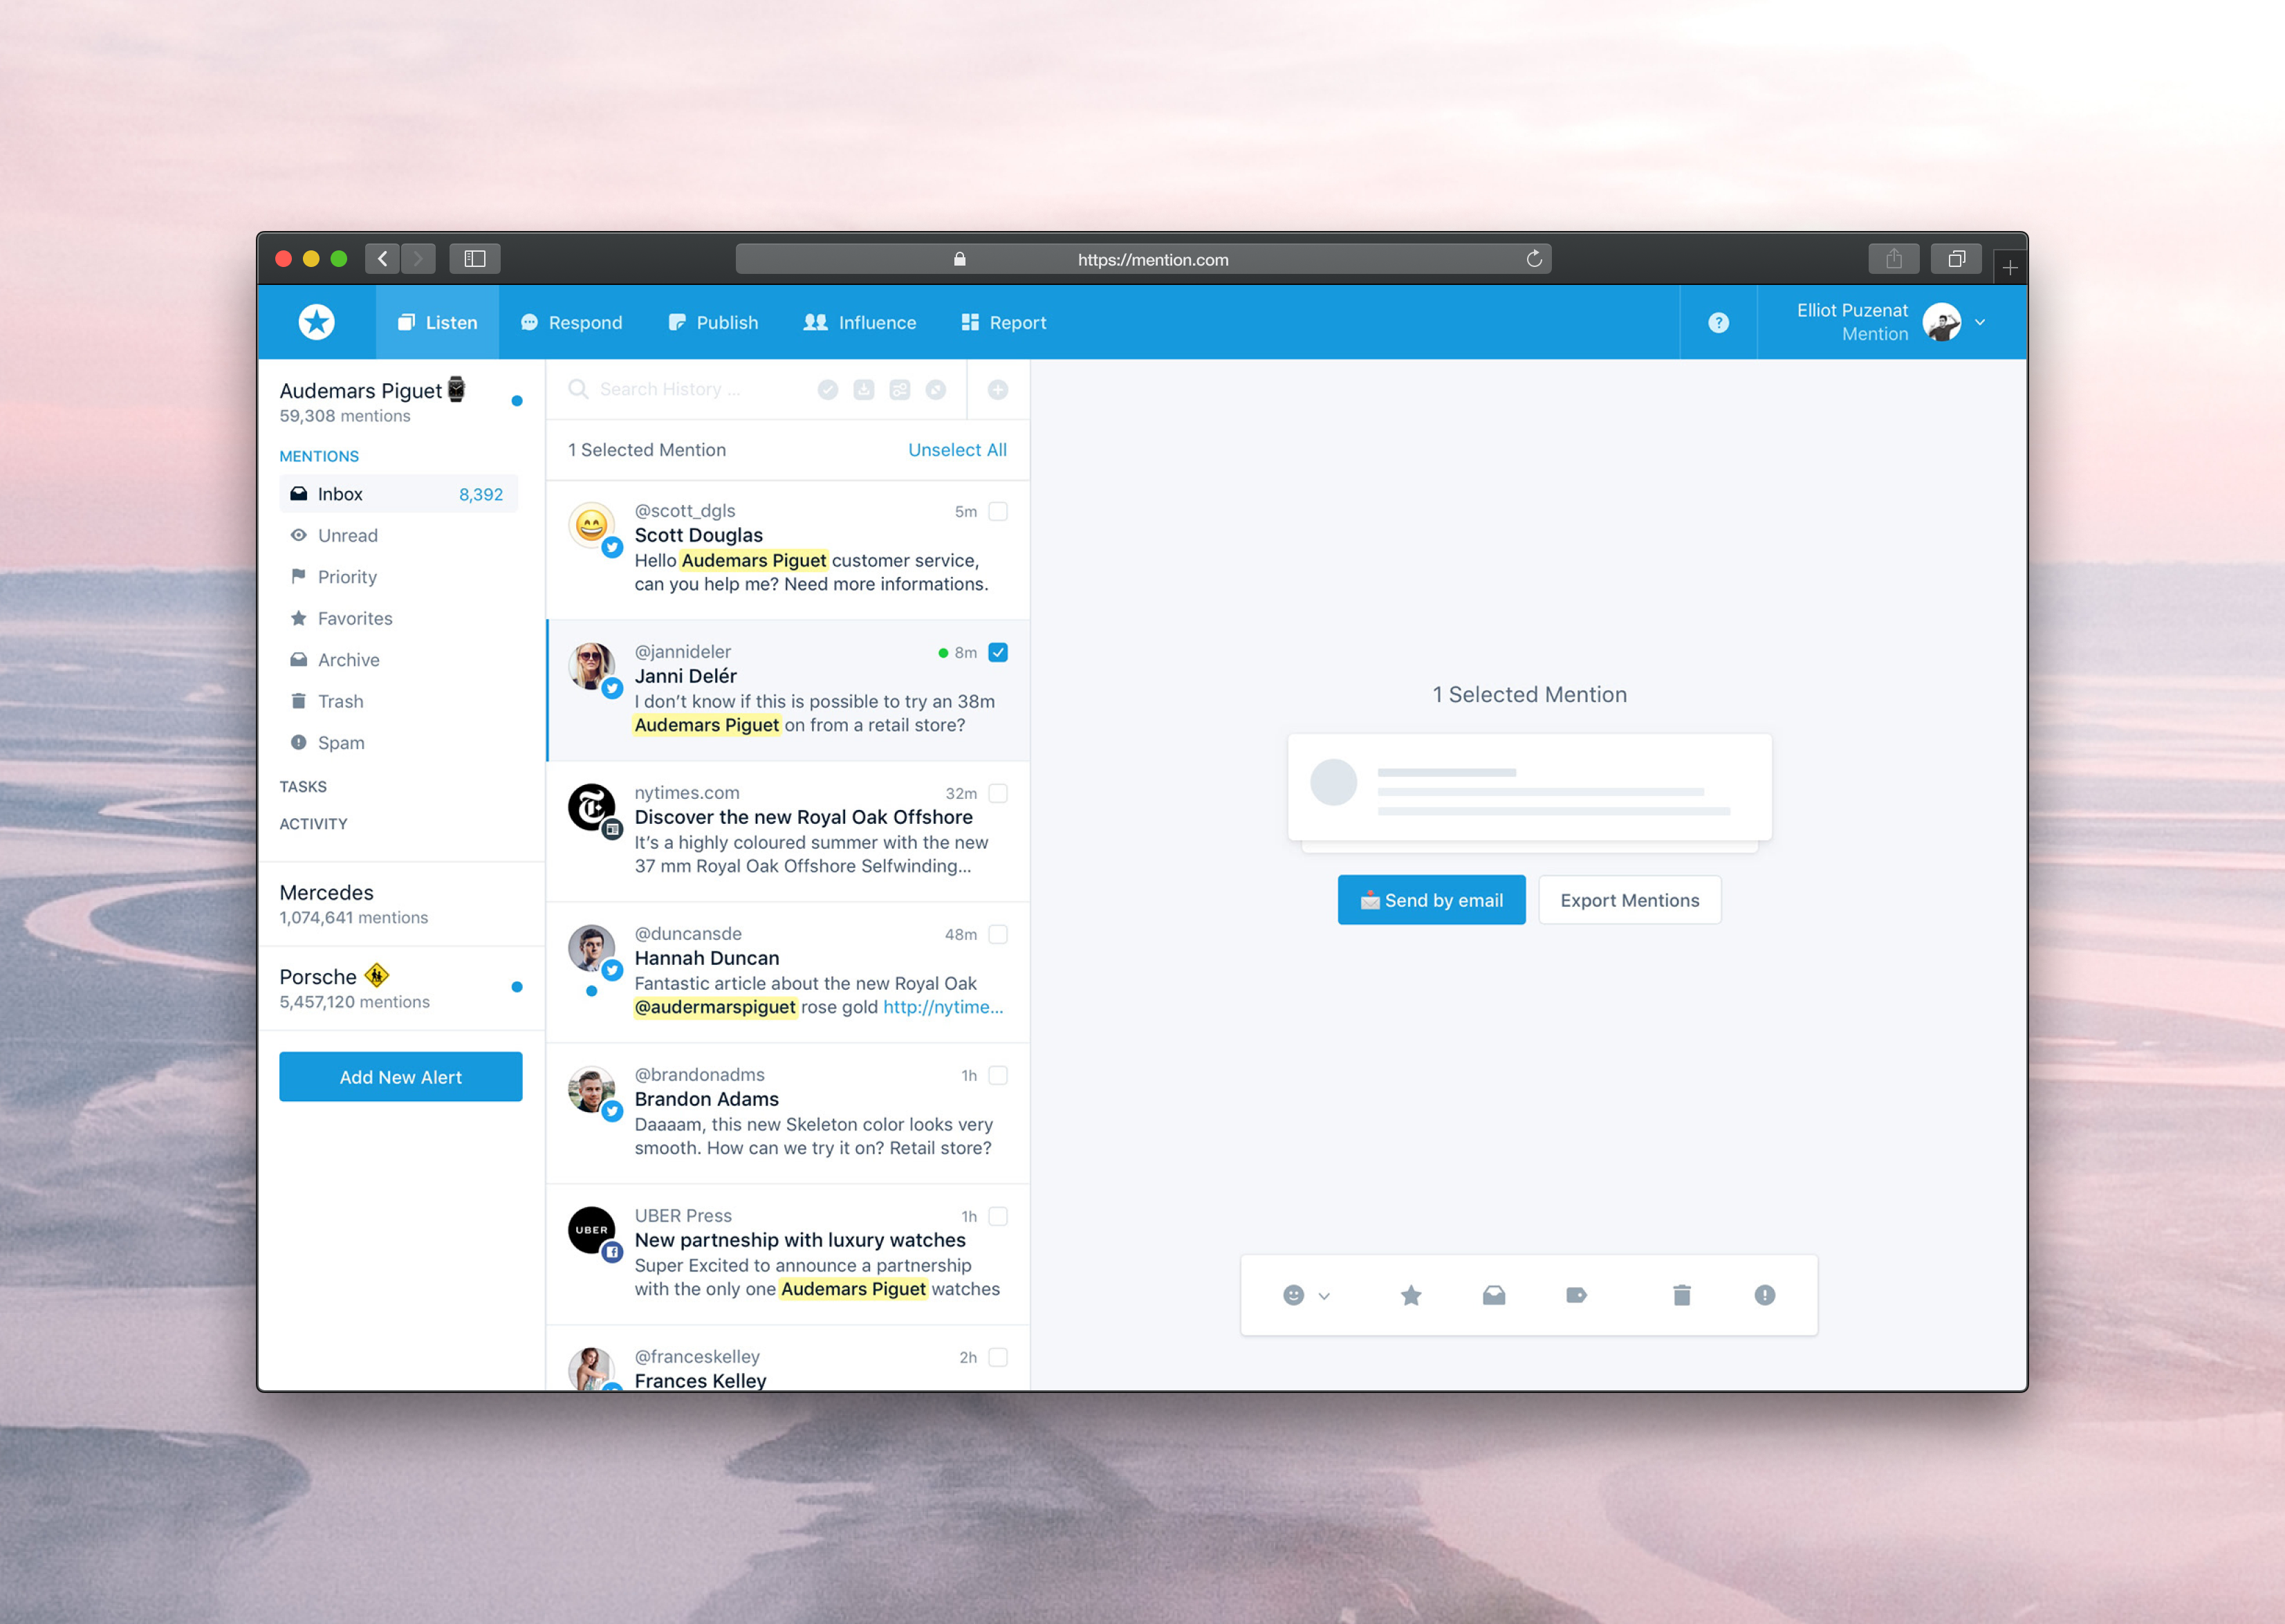 https://mention.com
Listen
Respond
Publish
Influence
Report
?
Elliot Puzenat
Mention
Audemars Piguet
59,308 mentions
MENTIONS
Inbox 8,392
Unread
Priority
Favorites
Archive
Trash
Spam
TASKS
ACTIVITY
Mercedes
1,074,641 mentions
Porsche
5,457,120 mentions
Add New Alert
Search History ...
1 Selected Mention
Unselect All
@scott_dgls 5m
Scott Douglas
Hello Audemars Piguet customer service,
can you help me? Need more informations.
@jannideler 8m
Janni Delér
I don’t know if this is possible to try an 38m
Audemars Piguet on from a retail store?
nytimes.com 32m
Discover the new Royal Oak Offshore
It’s a highly coloured summer with the new
37 mm Royal Oak Offshore Selfwinding...
@duncansde 48m
Hannah Duncan
Fantastic article about the new Royal Oak
@audermarspiguet rose gold http://nytime...
@brandonadms 1h
Brandon Adams
Daaaam, this new Skeleton color looks very
smooth. How can we try it on? Retail store?
UBER
UBER Press 1h
New partneship with luxury watches
Super Excited to announce a partnership
with the only one Audemars Piguet watches
@franceskelley 2h
Frances Kelley
1 Selected Mention
Send by email
Export Mentions